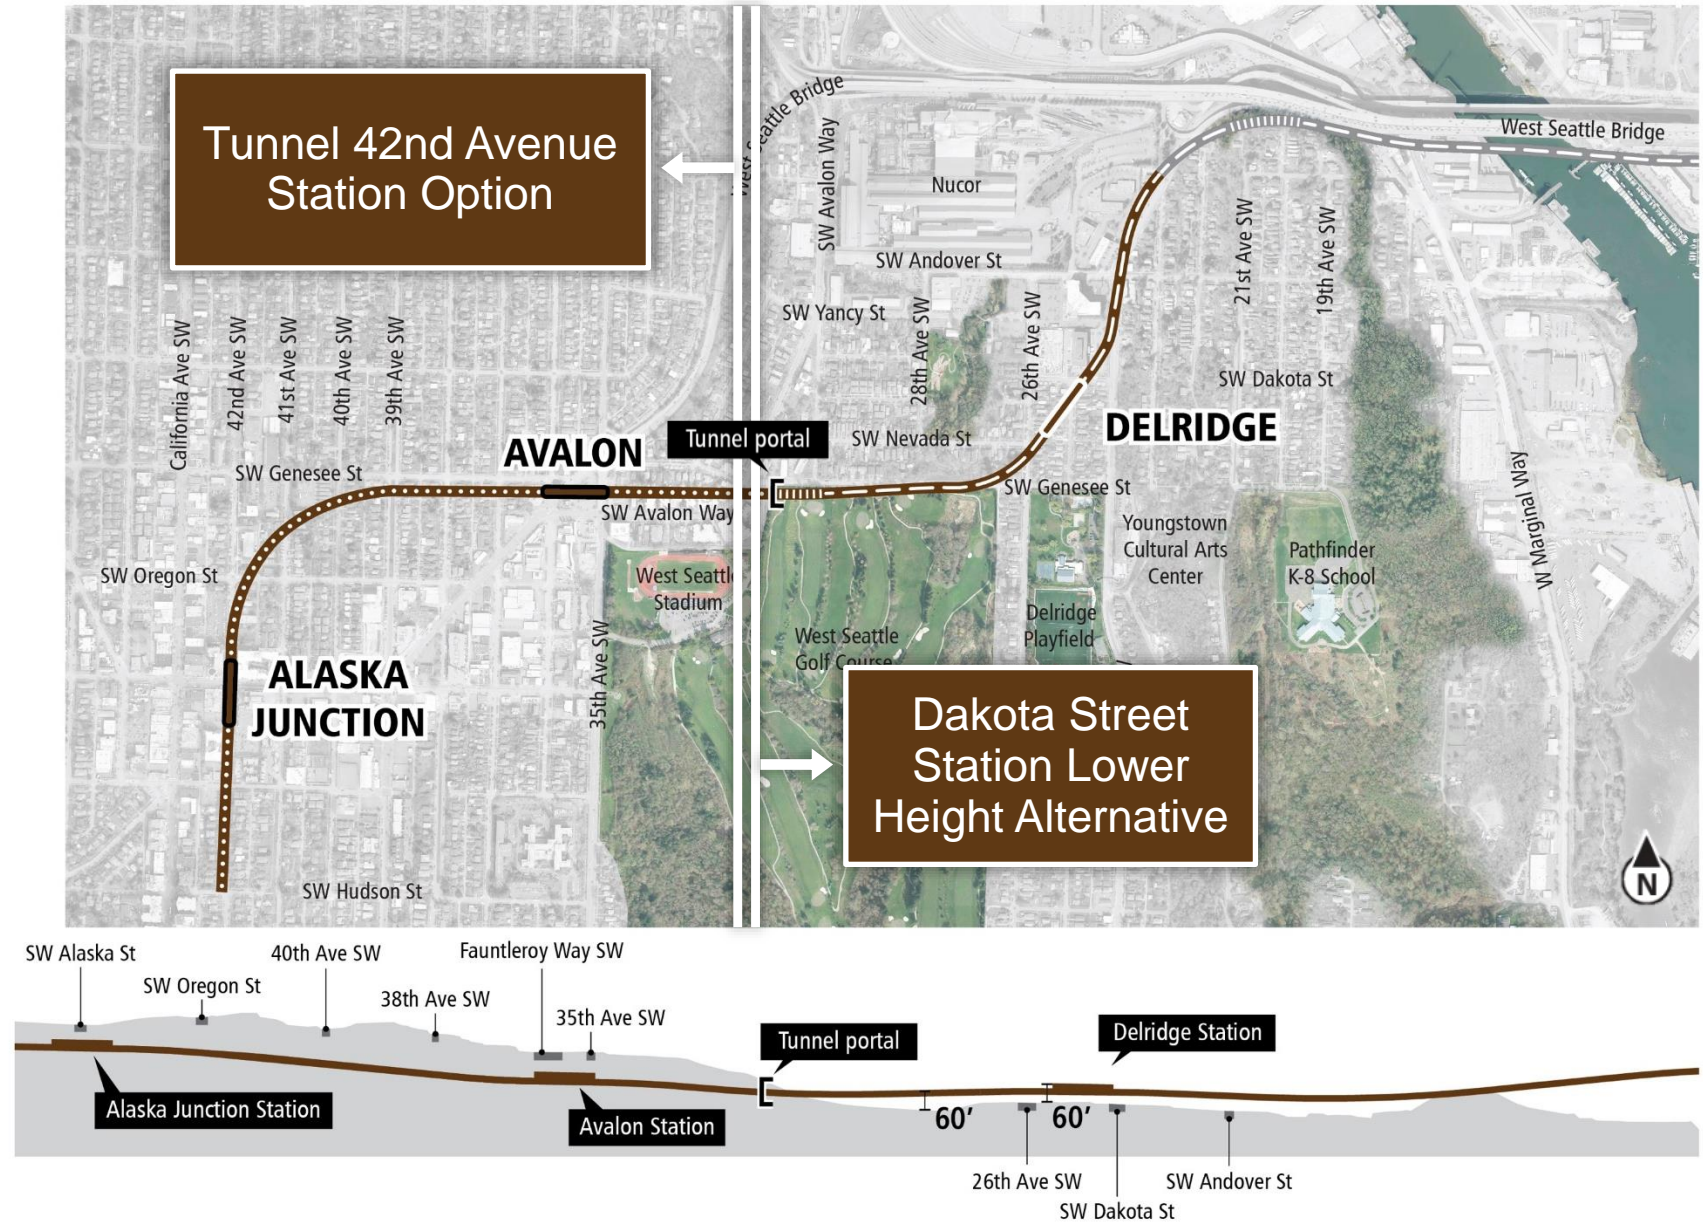 Tunnel 42nd Avenue
Station Option
West Seattle Bridge
SW Avalon Way
Nucor
West Seattle Bridge
SW Andover St
21st Ave SW
19th Ave SW
SW Yancy St
28th Ave SW
26th Ave SW
California Ave SW
42nd Ave SW
41st Ave SW
40th Ave SW
39th Ave SW
SW Dakota St
DELRIDGE
AVALON
Tunnel portal
SW Nevada St
SW Genesee St
SW Genesee St
SW Avalon Way
W Marginal Way
Youngstown
Cultural Arts
Center
Pathfinder
K-8 School
SW Oregon St
West Seattle
Stadium
Delridge
Playfield
35th Ave SW
West Seattle
Golf Course
ALASKA
JUNCTION
Dakota Street
Station Lower
Height Alternative
SW Hudson St
N
SW Alaska St
SW Oregon St
40th Ave SW
38th Ave SW
Fauntleroy Way SW
35th Ave SW
Tunnel portal
Delridge Station
Alaska Junction Station
Avalon Station
60’
60’
26th Ave SW
SW Dakota St
SW Andover St